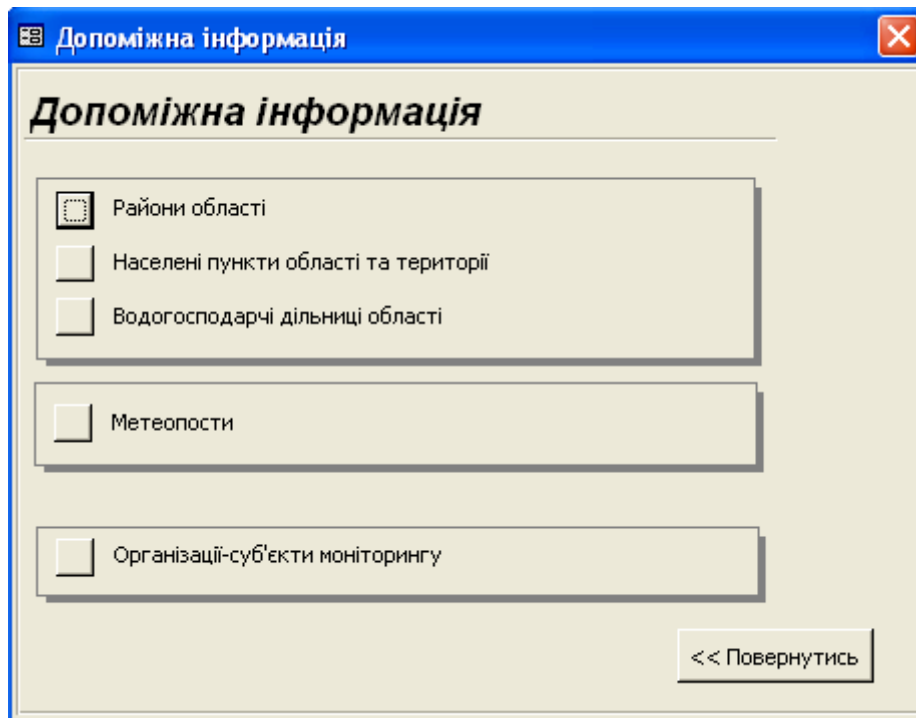 Допоміжна інформація
Допоміжна інформація
Райони області
Населені пункти області та території
Водогосподарчі дільниці області
Метеопости
Організації-суб'єкти моніторингу
<< Повернутись